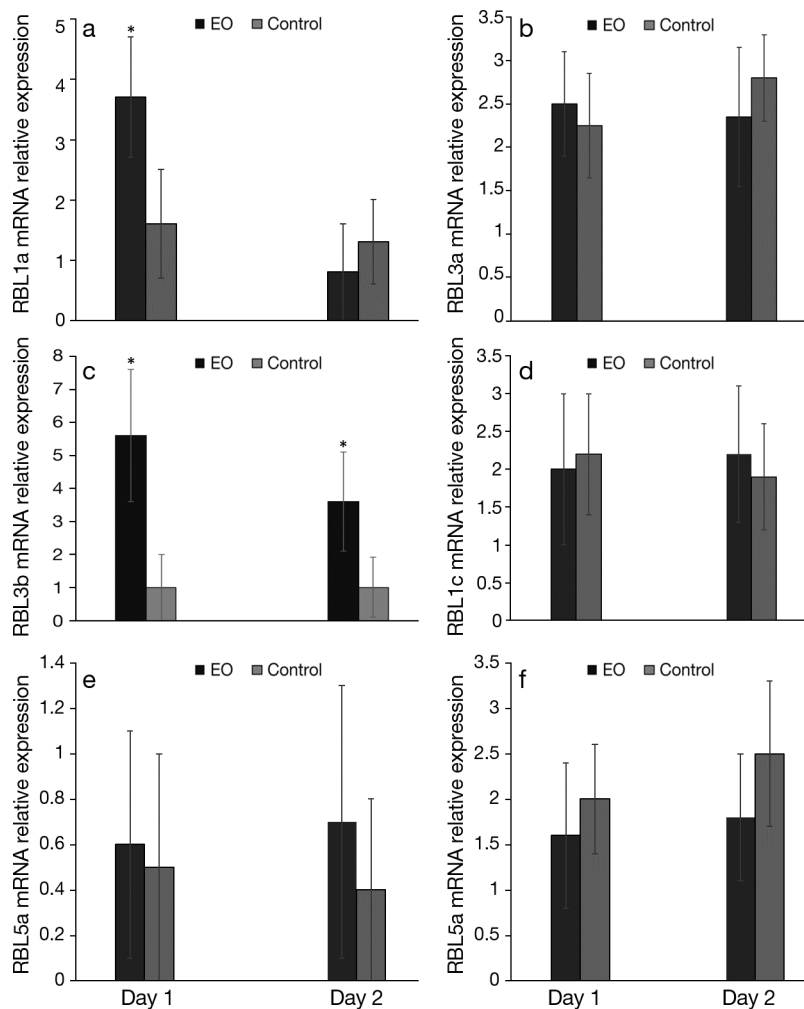 a
EO Control
RBL1a mRNA relative expression
5
4
3
2
1
0
*
b
EO Control
RBL3a mRNA relative expression
3.5
3
2.5
2
1.5
1
0.5
0
c
EO Control
RBL3b mRNA relative expression
8
7
6
5
4
3
2
1
0
*
*
d
EO Control
RBL1c mRNA relative expression
3.5
3
2.5
2
1.5
1
0.5
0
e
EO Control
RBL5a mRNA relative expression
1.4
1.2
1
0.8
0.6
0.4
0.2
0
Day 1 Day 2
f
EO Control
RBL5a mRNA relative expression
3.5
3
2.5
2
1.5
1
0.5
0
Day 1 Day 2